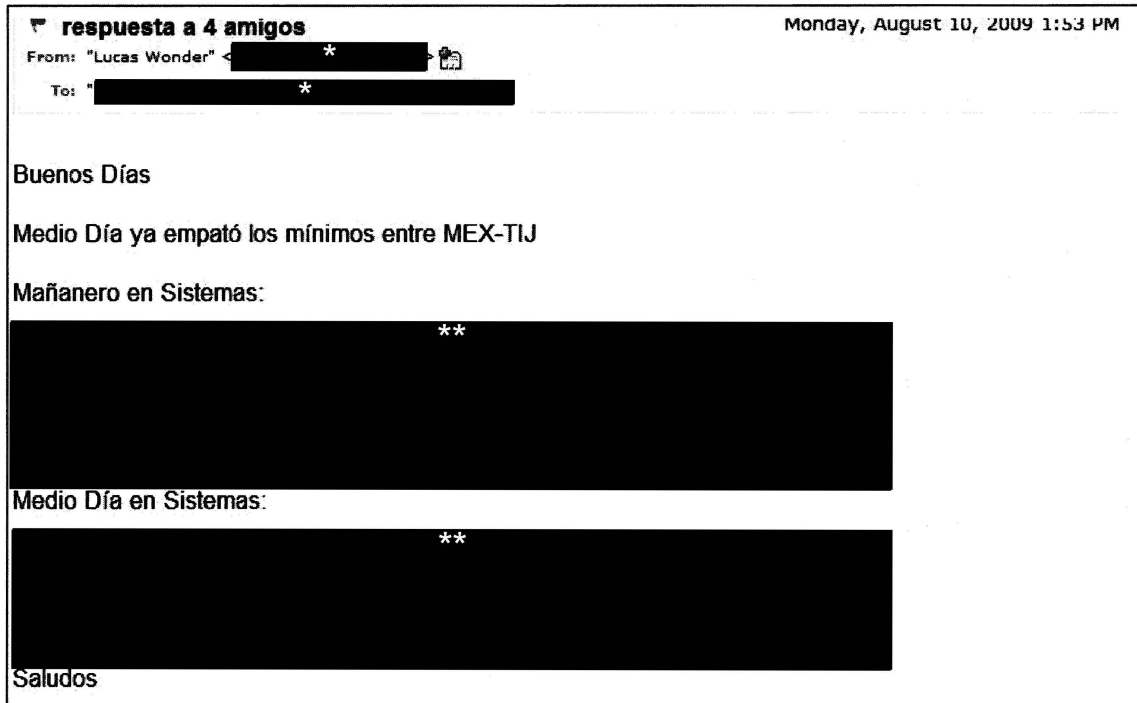 respuesta a 4 amigos
Monday, August 10, 2009 1:53 PM
From: "Lucas Wonder" < * >
To: " *
Buenos Días
Medio Día ya empató los mínimos entre MEX-TIJ
Mañanero en Sistemas:
**
Medio Día en Sistemas:
**
Saludos